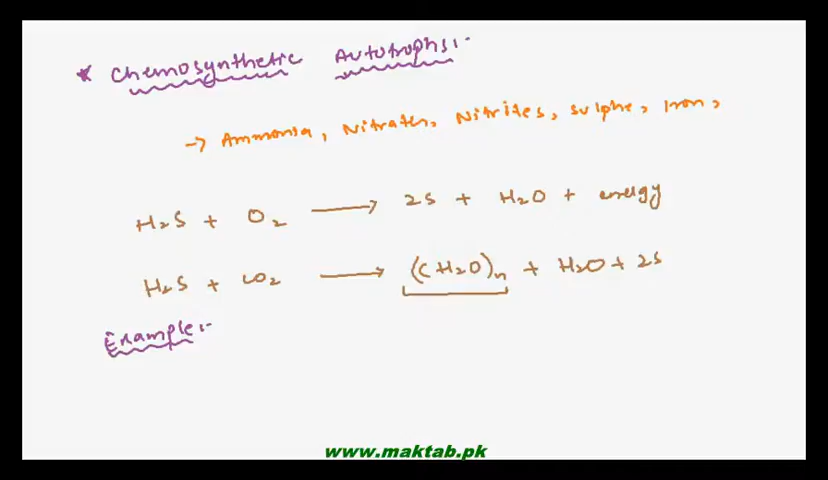 * Chemosynthetic Autotrophs:-
→ Ammonia, Nitrates, Nitrites, Sulphe, Iron,
H₂S + O₂ → 2S + H₂O + energy
H₂S + CO₂ → (CH₂O)n + H₂O + 2S
Example:-
www.maktab.pk